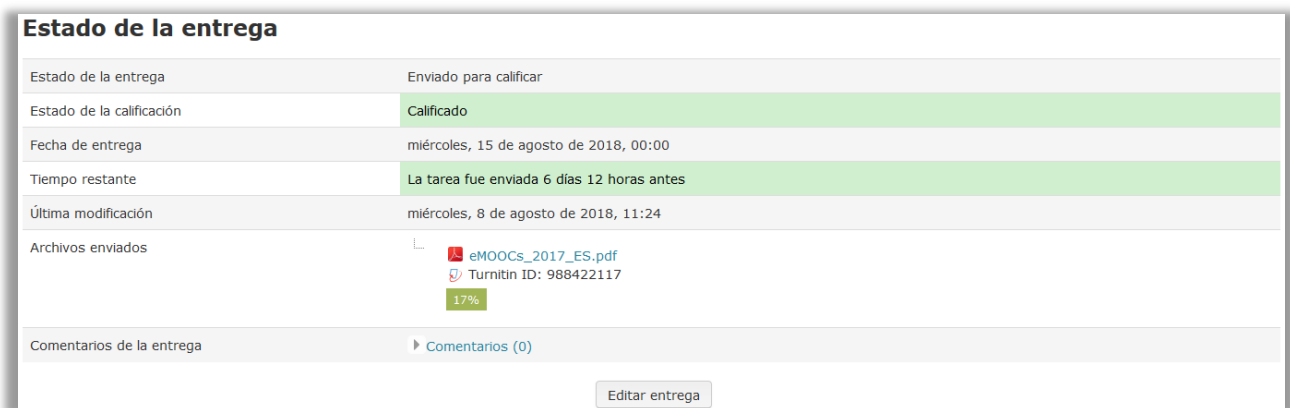 Estado de la entrega
Estado de la entrega Enviado para calificar
Estado de la calificación Calificado
Fecha de entrega miércoles, 15 de agosto de 2018, 00:00
Tiempo restante La tarea fue enviada 6 días 12 horas antes
Última modificación miércoles, 8 de agosto de 2018, 11:24
Archivos enviados eMOOCs_2017_ES.pdf
Turnitin ID: 988422117
17%
Comentarios de la entrega Comentarios (0)
Editar entrega